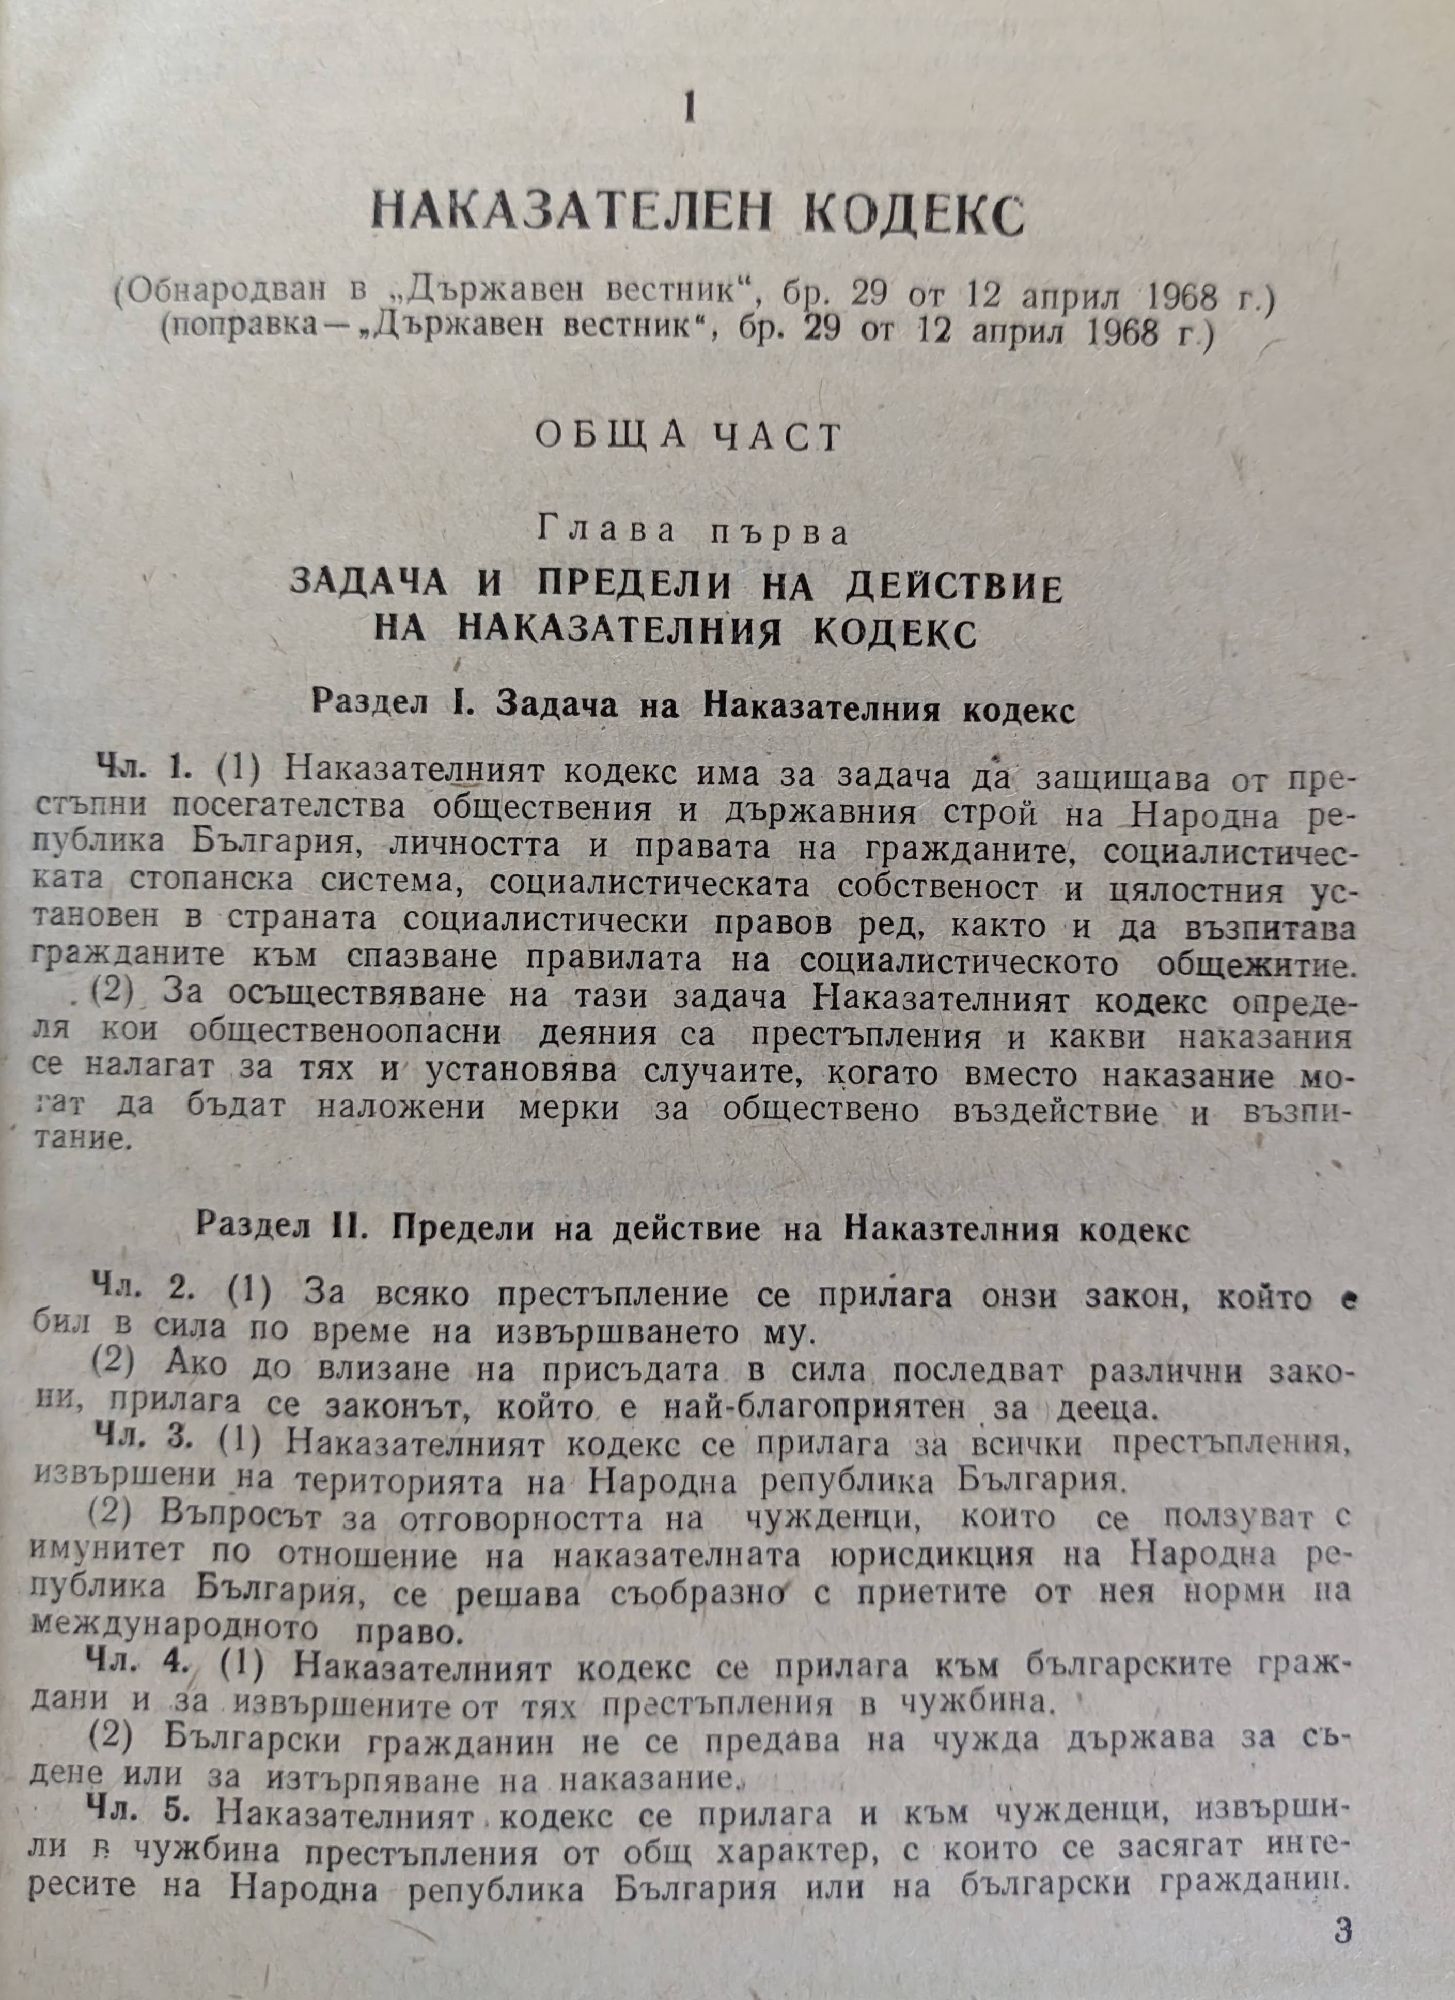 1
НАКАЗАТЕЛЕН КОДЕКС
(Обнародван в „Държавен вестник“, бр. 29 от 12 април 1968 г.)
(поправка — „Държавен вестник“, бр. 29 от 12 април 1968 г.)
ОБЩА ЧАСТ
Глава първа
ЗАДАЧА И ПРЕДЕЛИ НА ДЕЙСТВИЕ
НА НАКАЗАТЕЛНИЯ КОДЕКС
Раздел I. Задача на Наказателния кодекс
Чл. 1. (1) Наказателният кодекс има за задача да защищава от пре-
стъпни посегателства обществения и държавния строй на Народна ре-
публика България, личността и правата на гражданите, социалистичес-
ката стопанска система, социалистическата собственост и цялостния ус-
тановен в страната социалистически правов ред, както и да възпитава
гражданите към спазване правилата на социалистическото общежитие.
(2) За осъществяване на тази задача Наказателният кодекс опреде-
ля кои общественоопасни деяния са престъпления и какви наказания
се налагат за тях и установява случаите, когато вместо наказание мо-
гат да бъдат наложени мерки за обществено въздействие и възпи-
тание.
Раздел II. Предели на действие на Наказтелния кодекс
Чл. 2. (1) За всяко престъпление се прилага онзи закон, който е
бил в сила по време на извършването му.
(2) Ако до влизане на присъдата в сила последват различни зако-
ни, прилага се законът, който е най-благоприятен за дееца.
Чл. 3. (1) Наказателният кодекс се прилага за всички престъпления,
извършени на територията на Народна република България.
(2) Въпросът за отговорността на чужденци, които се ползуват с
имунитет по отношение на наказателната юрисдикция на Народна ре-
публика България, се решава съобразно с приетите от нея норми на
международното право.
Чл. 4. (1) Наказателният кодекс се прилага към българските граж-
дани и за извършените от тях престъпления в чужбина.
(2) Български гражданин не се предава на чужда държава за съ-
дене или за изтърпяване на наказание.
Чл. 5. Наказателният кодекс се прилага и към чужденци, извърши-
ли в чужбина престъпления от общ характер, с които се засягат инте-
ресите на Народна република България или на български гражданин.
3